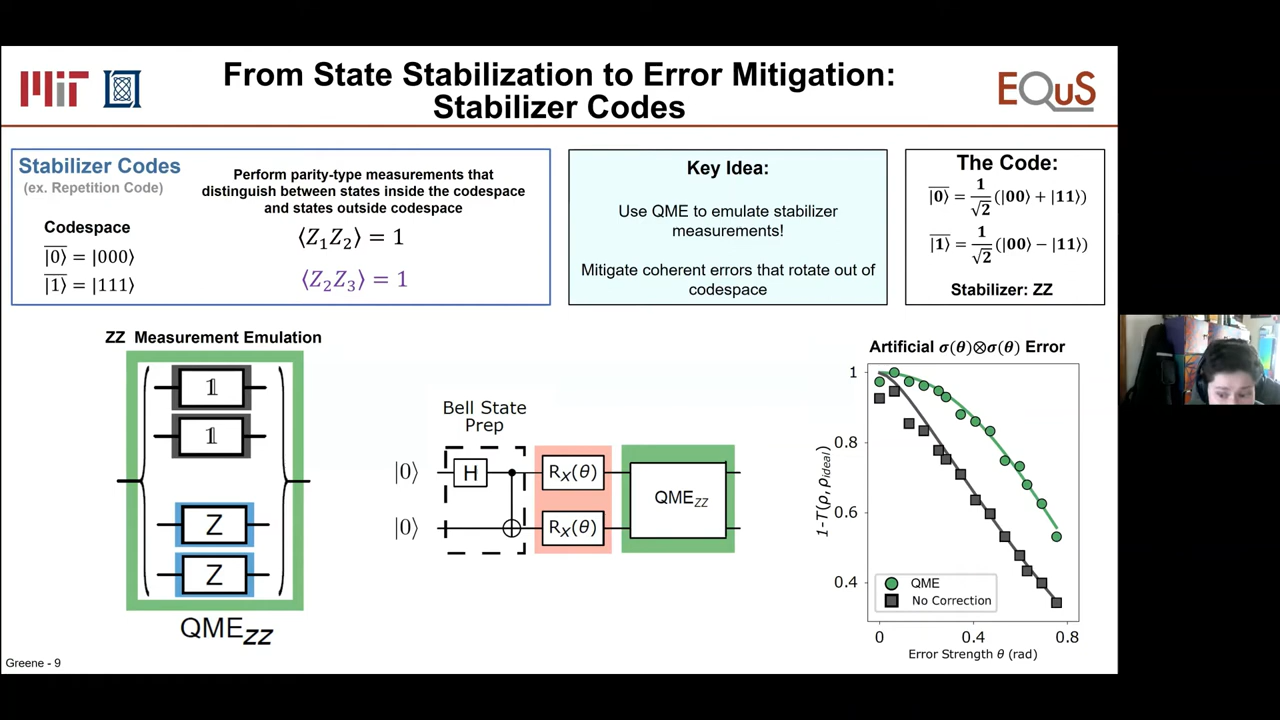 From State Stabilization to Error Mitigation:
Stabilizer Codes
MIT
EQuS
Stabilizer Codes
(ex. Repetition Code)
Codespace
|0̅⟩ = |000⟩
|1̅⟩ = |111⟩
Perform parity-type measurements that
distinguish between states inside the codespace
and states outside codespace
⟨Z₁Z₂⟩ = 1
⟨Z₂Z₃⟩ = 1
Key Idea:
Use QME to emulate stabilizer
measurements!
Mitigate coherent errors that rotate out of
codespace
The Code:
|0̅⟩ = 1/√2 (|00⟩ + |11⟩)
|1̅⟩ = 1/√2 (|00⟩ − |11⟩)
Stabilizer: ZZ
ZZ Measurement Emulation
𝟙
𝟙
Z
Z
QME_ZZ
Bell State
Prep
|0⟩ H R_X(θ)
|0⟩ R_X(θ)
QME_ZZ
Artificial σ(θ)⊗σ(θ) Error
1-T(ρ, ρ_ideal)
1
0.8
0.6
0.4
QME
No Correction
0 0.4 0.8
Error Strength θ (rad)
Greene - 9